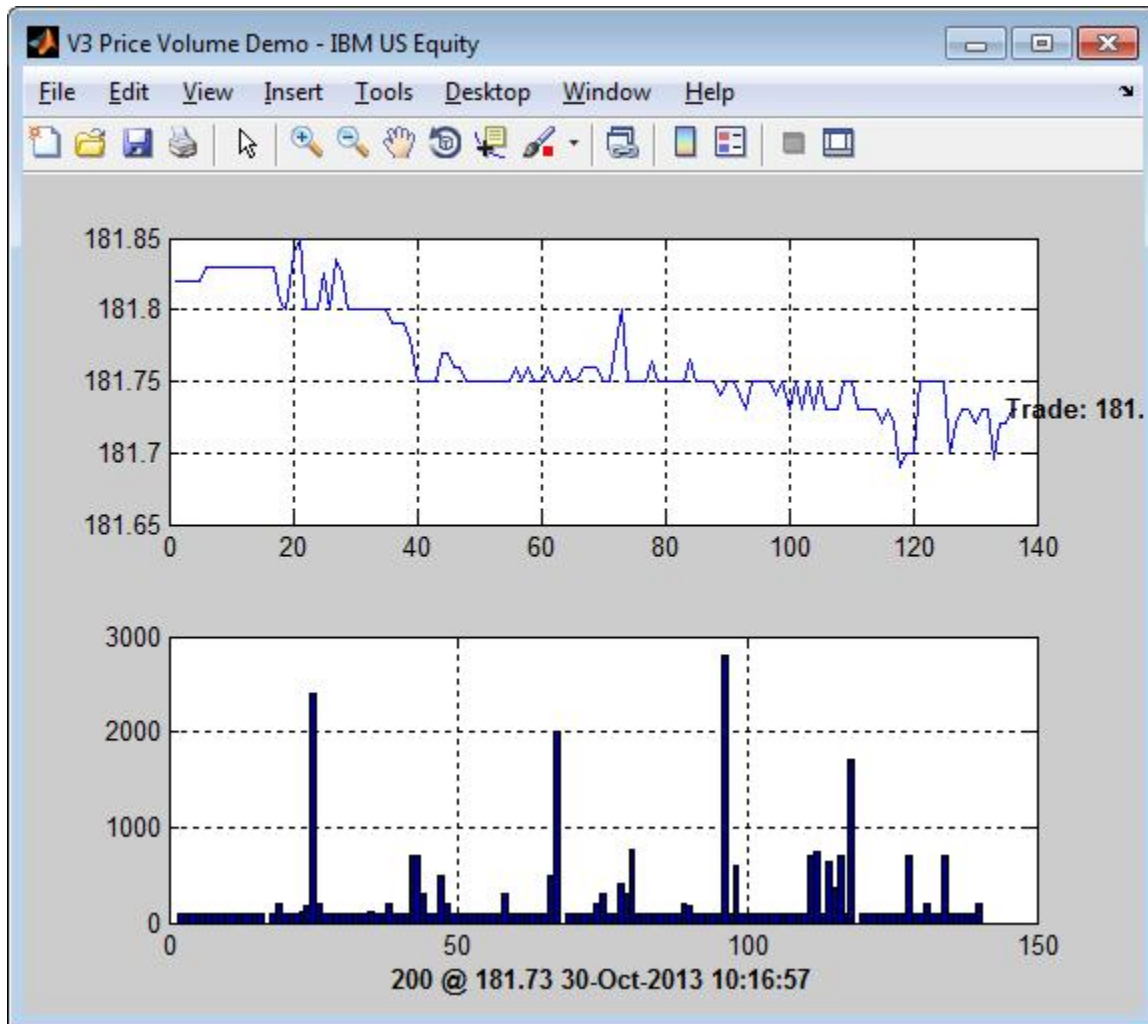 V3 Price Volume Demo - IBM US Equity
File Edit View Insert Tools Desktop Window Help
181.85
181.8
181.75
Trade: 181.
181.7
181.65
0 20 40 60 80 100 120 140
3000
2000
1000
0
0 50 100 150
200 @ 181.73 30-Oct-2013 10:16:57